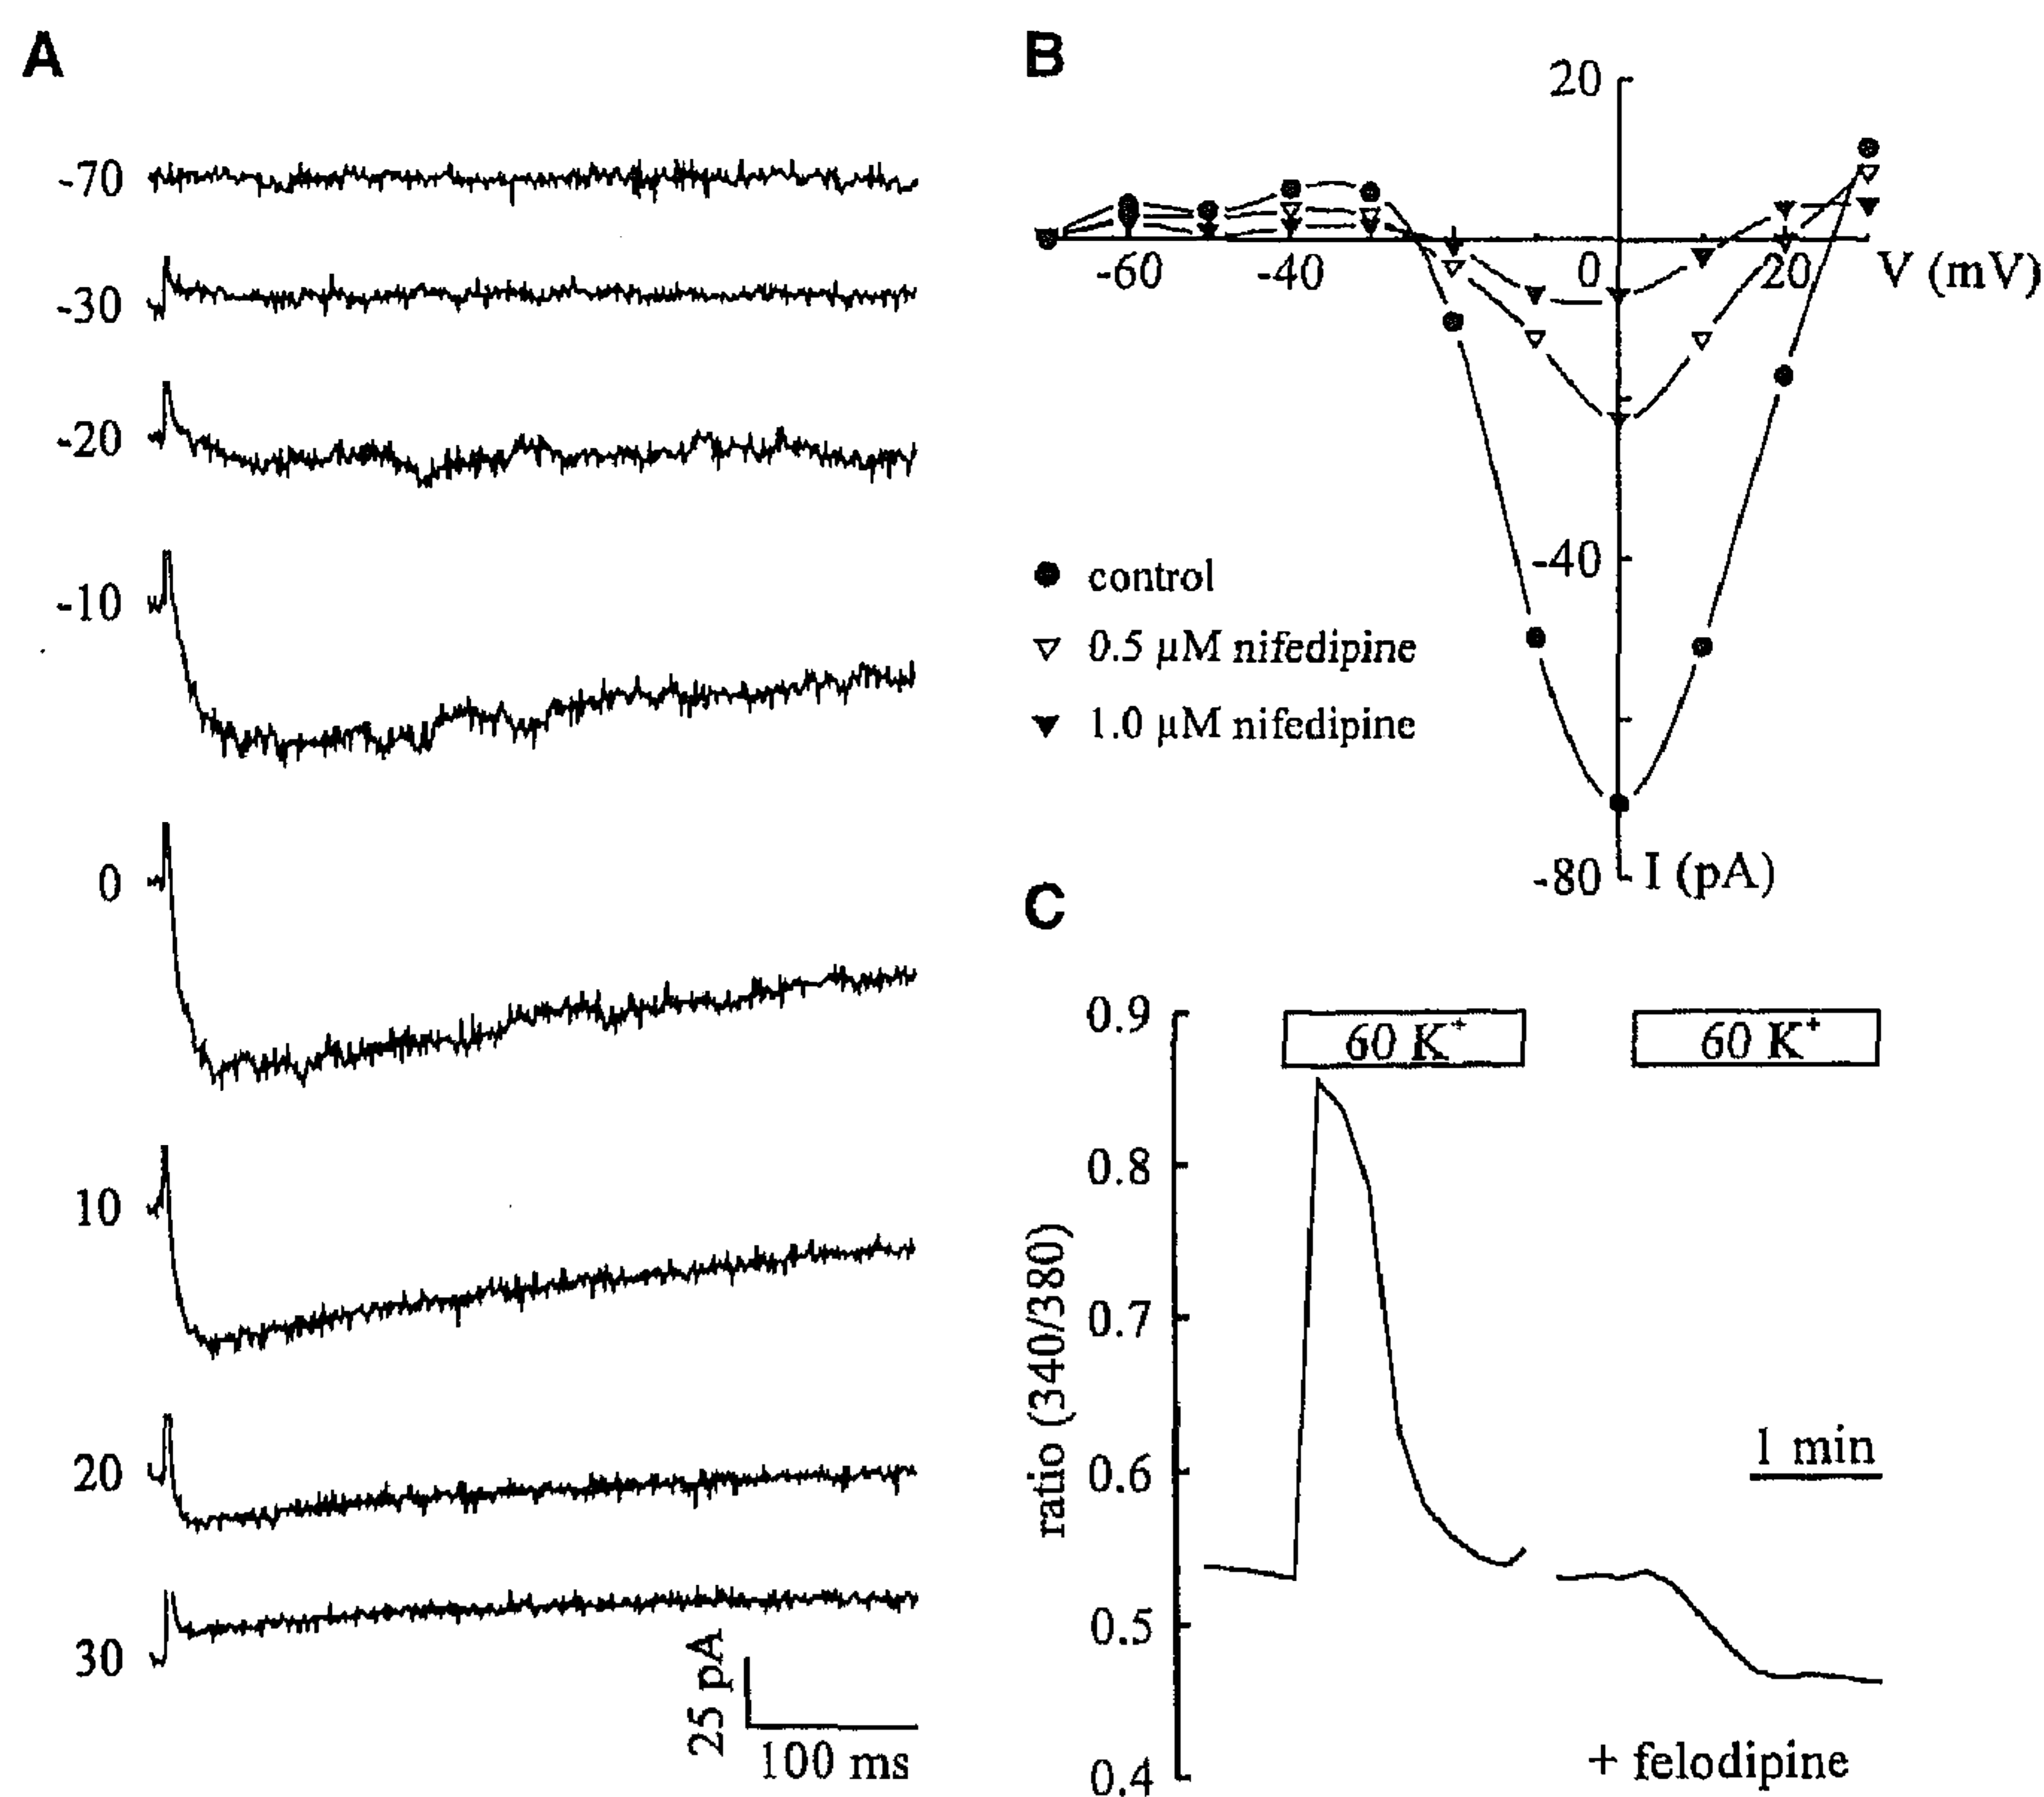 A
-70
-30
-20
-10
0
10
20
30
25 pA
100 ms
B
20
-60
-40
0
20
V (mV)
-40
-80
I (pA)
control
0.5 µM nifedipine
1.0 µM nifedipine
C
0.9
0.8
0.7
0.6
0.5
0.4
ratio (340/380)
60 K⁺
60 K⁺
1 min
+ felodipine